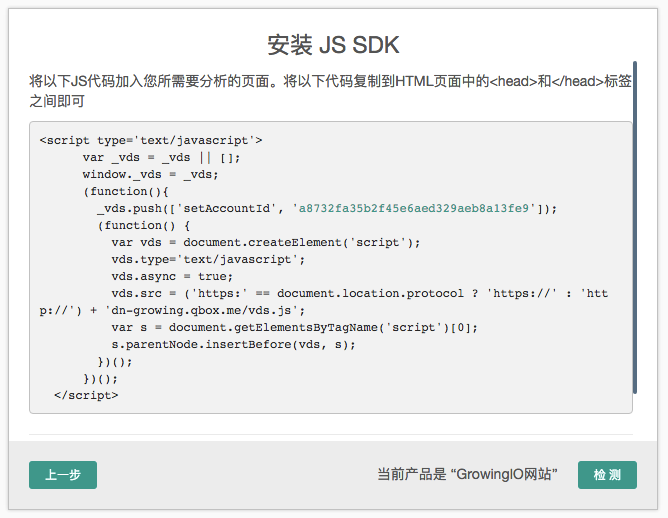 安装 JS SDK
将以下JS代码加入您所需要分析的页面。将以下代码复制到HTML页面中的<head>和</head>标签
之间即可
<script type='text/javascript'>
      var _vds = _vds || [];
      window._vds = _vds;
      (function(){
        _vds.push(['setAccountId', 'a8732fa35b2f45e6aed329aeb8a13fe9']);
        (function() {
          var vds = document.createElement('script');
          vds.type='text/javascript';
          vds.async = true;
          vds.src = ('https:' == document.location.protocol ? 'https://' : 'htt
p://') + 'dn-growing.qbox.me/vds.js';
          var s = document.getElementsByTagName('script')[0];
          s.parentNode.insertBefore(vds, s);
        })();
      })();
  </script>
上一步 当前产品是 “GrowingIO网站” 检 测